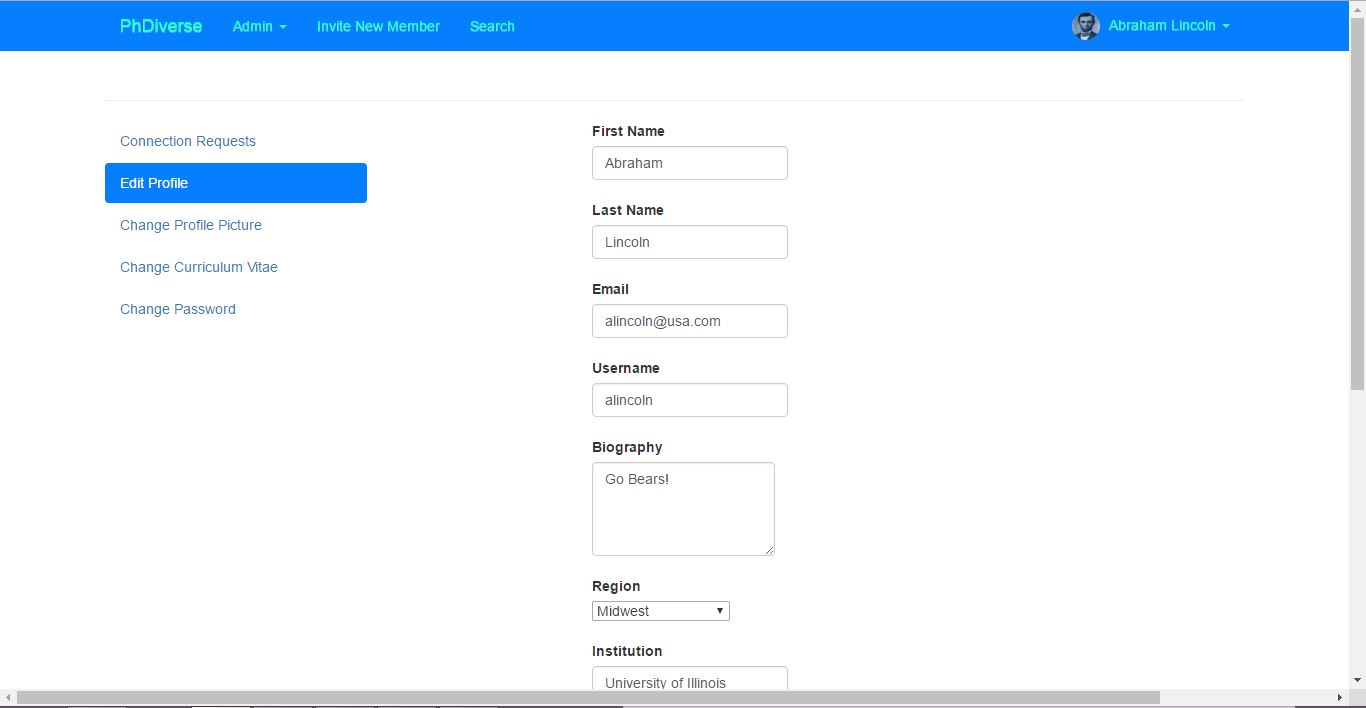 PhDiverse Admin Invite New Member Search Abraham Lincoln
Connection Requests
Edit Profile
Change Profile Picture
Change Curriculum Vitae
Change Password
First Name
Abraham
Last Name
Lincoln
Email
alincoln@usa.com
Username
alincoln
Biography
Go Bears!
Region
Midwest
Institution
University of Illinois